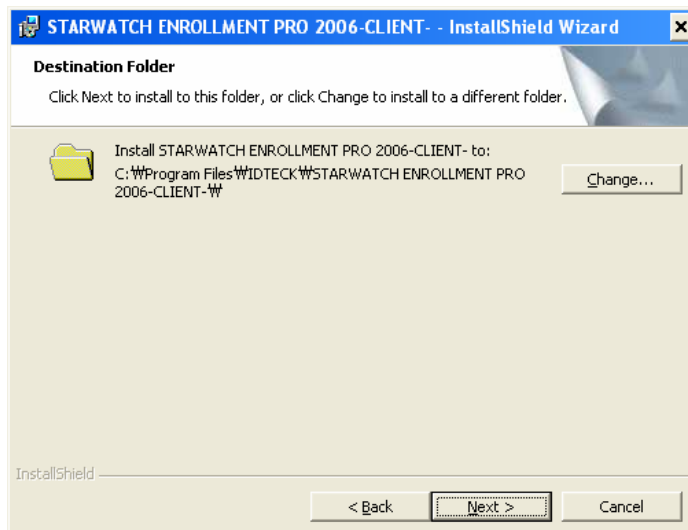 STARWATCH ENROLLMENT PRO 2006-CLIENT- - InstallShield Wizard
Destination Folder
Click Next to install to this folder, or click Change to install to a different folder.
Install STARWATCH ENROLLMENT PRO 2006-CLIENT- to:
C:₩Program Files₩IDTECK₩STARWATCH ENROLLMENT PRO
2006-CLIENT-₩
Change...
InstallShield
< Back
Next >
Cancel